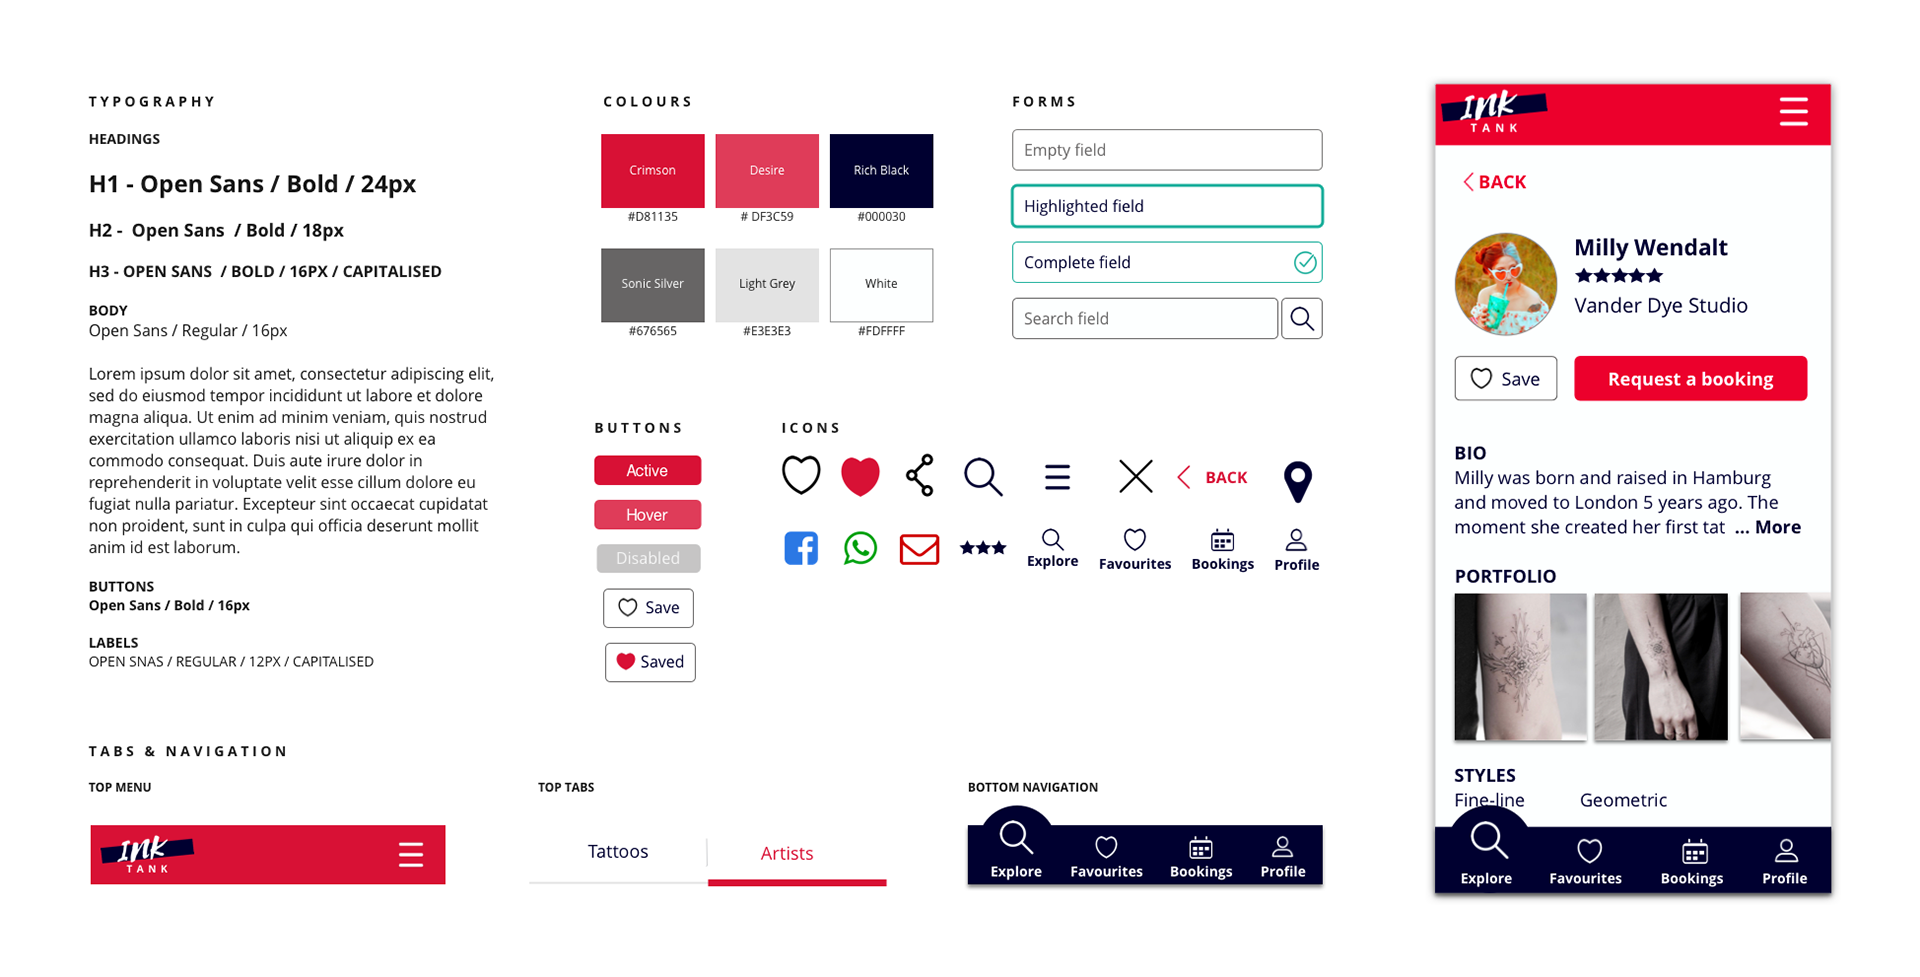 TYPOGRAPHY
HEADINGS
H1 - Open Sans / Bold / 24px
H2 - Open Sans / Bold / 18px
H3 - OPEN SANS / BOLD / 16PX / CAPITALISED
BODY
Open Sans / Regular / 16px
Lorem ipsum dolor sit amet, consectetur adipiscing elit,
sed do eiusmod tempor incididunt ut labore et dolore
magna aliqua. Ut enim ad minim veniam, quis nostrud
exercitation ullamco laboris nisi ut aliquip ex ea
commodo consequat. Duis aute irure dolor in
reprehenderit in voluptate velit esse cillum dolore eu
fugiat nulla pariatur. Excepteur sint occaecat cupidatat
non proident, sunt in culpa qui officia deserunt mollit
anim id est laborum.
BUTTONS
Open Sans / Bold / 16px
LABELS
OPEN SNAS / REGULAR / 12PX / CAPITALISED
COLOURS
Crimson
#D81135
Desire
# DF3C59
Rich Black
#000030
Sonic Silver
#676565
Light Grey
#E3E3E3
White
#FDFFFF
FORMS
Empty field
Highlighted field
Complete field
Search field
BUTTONS
Active
Hover
Disabled
Save
Saved
ICONS
BACK
Explore
Favourites
Bookings
Profile
TABS & NAVIGATION
TOP MENU
Ink
TANK
TOP TABS
Tattoos
Artists
BOTTOM NAVIGATION
Explore
Favourites
Bookings
Profile
Ink
TANK
BACK
Milly Wendalt
Vander Dye Studio
Save
Request a booking
BIO
Milly was born and raised in Hamburg
and moved to London 5 years ago. The
moment she created her first tat ... More
PORTFOLIO
STYLES
Fine-line Geometric
Explore
Favourites
Bookings
Profile